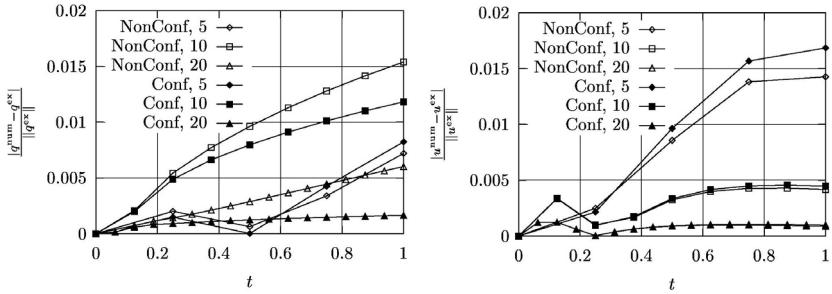 0.02
0.015
0.01
0.005
0
0 0.2 0.4 0.6 0.8 1
t
|q^num − q^ex|
||q^ex||
NonConf, 5
NonConf, 10
NonConf, 20
Conf, 5
Conf, 10
Conf, 20
0.02
0.015
0.01
0.005
0
0 0.2 0.4 0.6 0.8 1
t
|u^num − u^ex|
||u^ex||
NonConf, 5
NonConf, 10
NonConf, 20
Conf, 5
Conf, 10
Conf, 20